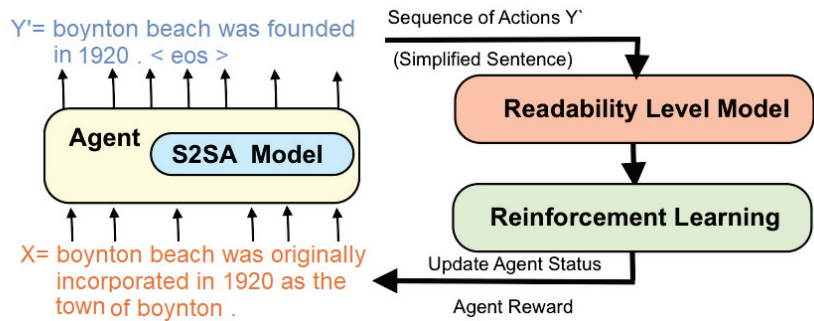 Y'= boynton beach was founded
in 1920 . < eos >
Agent
S2SA Model
X= boynton beach was originally
incorporated in 1920 as the
town of boynton .
Sequence of Actions Y`
(Simplified Sentence)
Readability Level Model
Reinforcement Learning
Update Agent Status
Agent Reward